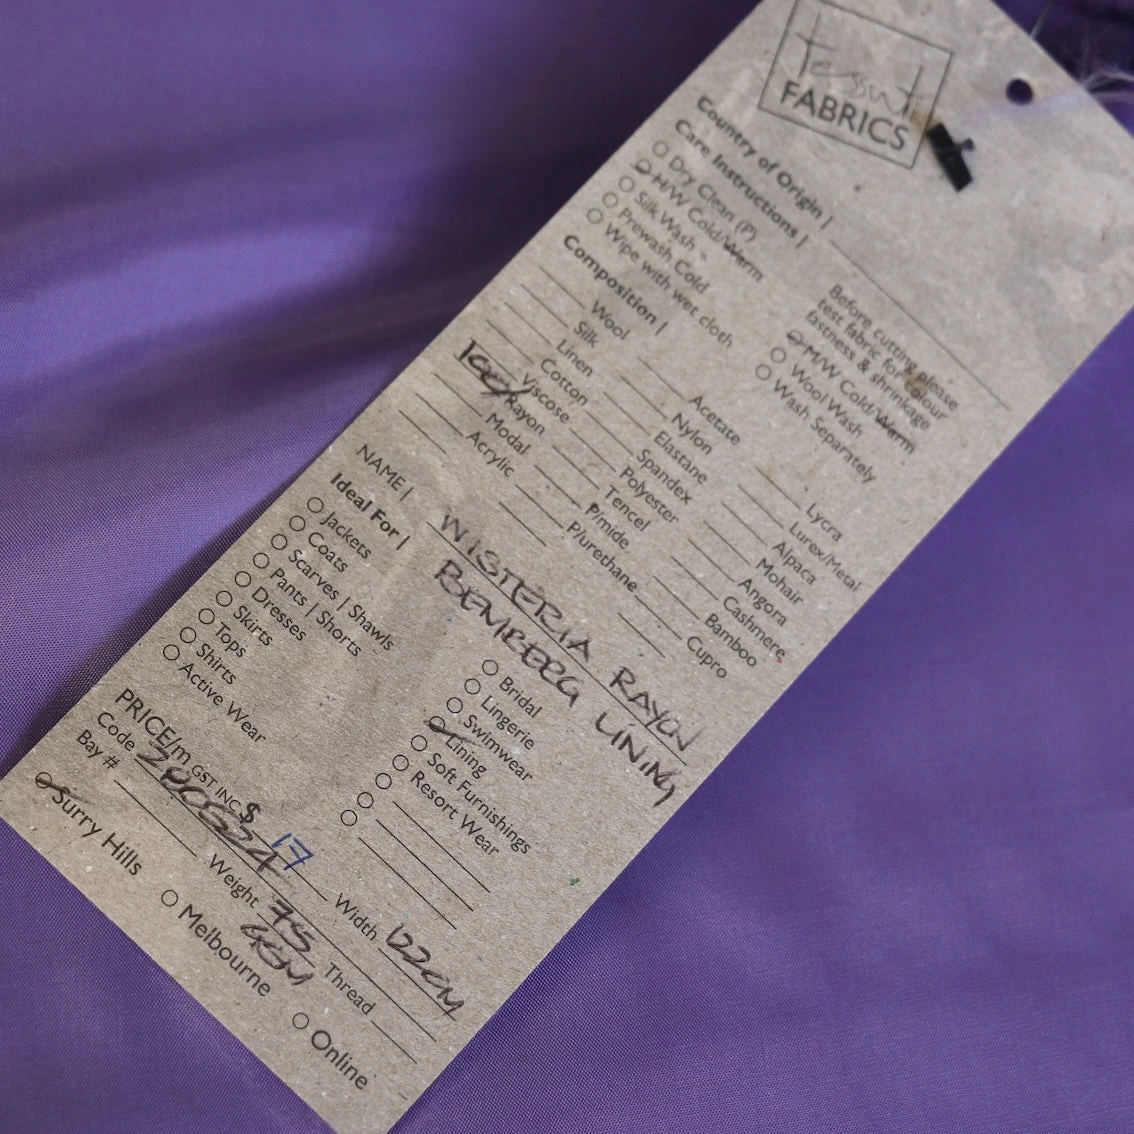 tessuti
FABRICS
Country of Origin |
Care Instructions |
Dry Clean (P)
H/W Cold/Warm
Silk Wash
Prewash Cold
Wipe with wet cloth
Before cutting please
test fabric for colour
fastness & shrinkage
M/W Cold/Warm
Wool Wash
Wash Separately
Composition |
Wool
Silk
Linen
Cotton
Viscose
100% Rayon
Modal
Acrylic
Acetate
Nylon
Elastane
Spandex
Polyester
Tencel
P/mide
P/urethane
Lycra
Lurex/Metal
Alpaca
Mohair
Angora
Cashmere
Bamboo
Cupro
NAME | WISTERIA RAYON
BEMBERG LINING
Ideal For |
Jackets
Coats
Scarves | Shawls
Pants | Shorts
Dresses
Skirts
Tops
Shirts
Active Wear
Bridal
Lingerie
Swimwear
Lining
Soft Furnishings
Resort Wear
PRICE/m GST INC. $ 17 Width 122CM
Code
Weight 75 GSM Thread
Bay #
Surry Hills
Melbourne
Online